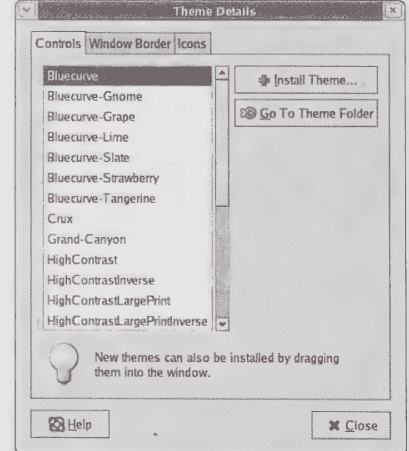 Theme Details
Controls Window Border Icons
Bluecurve
Bluecurve-Gnome
Bluecurve-Grape
Bluecurve-Lime
Bluecurve-Slate
Bluecurve-Strawberry
Bluecurve-Tangerine
Crux
Grand-Canyon
HighContrast
HighContrastInverse
HighContrastLargePrint
HighContrastLargePrintInverse
Install Theme...
Go To Theme Folder
New themes can also be installed by dragging
them into the window.
Help
Close